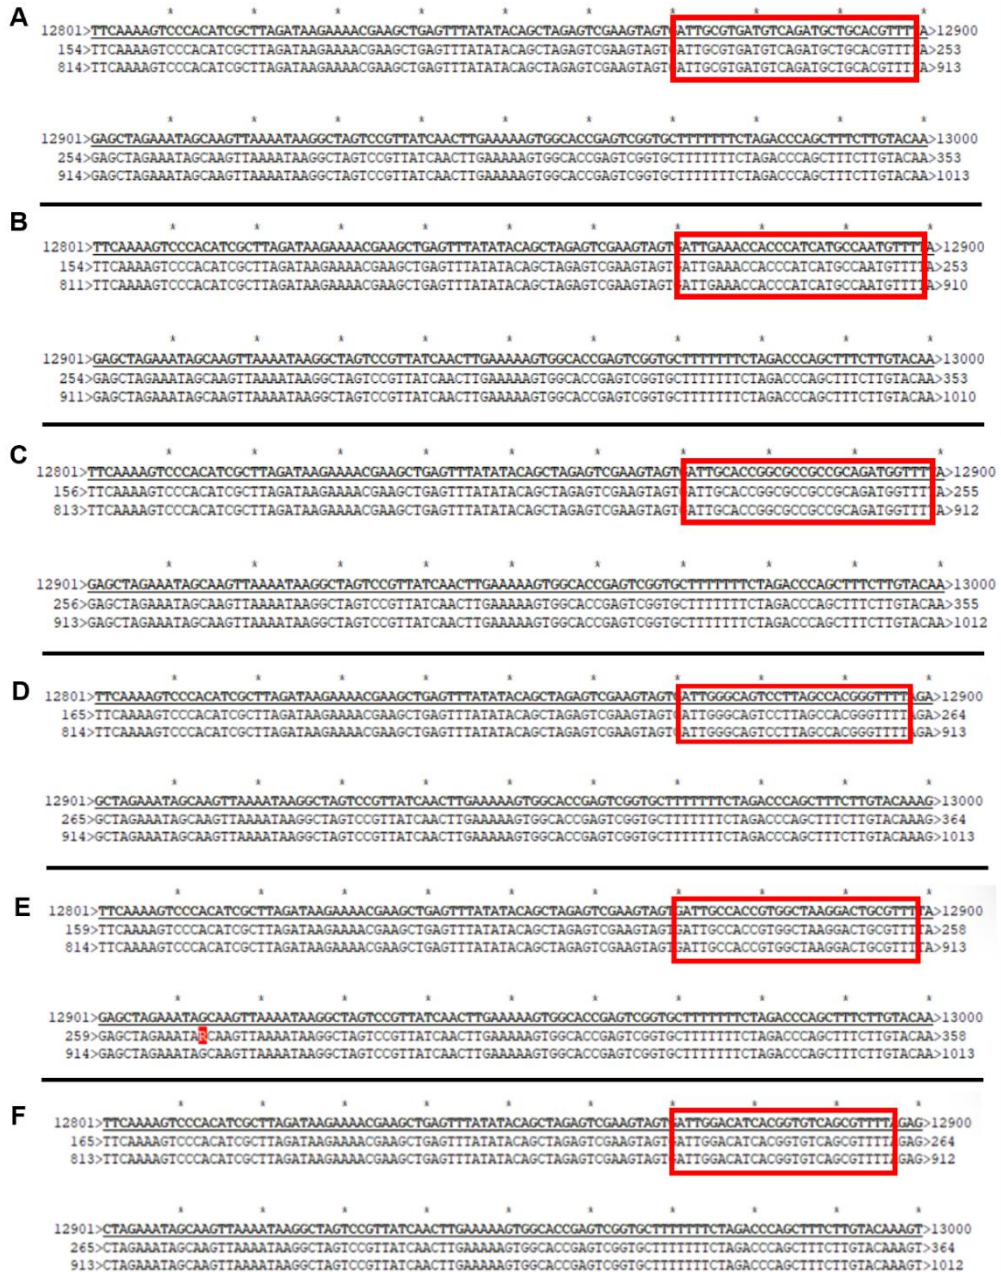 A
* * * * * * * * * *
12801>TTCAAAAGTCCCACATCGCTTAGATAAGAAAACGAAGCTGAGTTTATATACAGCTAGAGTCGAAGTAGTGATTGCGTGATGTCAGATGCTGCACGTTTTA>12900
154>TTCAAAAGTCCCACATCGCTTAGATAAGAAAACGAAGCTGAGTTTATATACAGCTAGAGTCGAAGTAGTGATTGCGTGATGTCAGATGCTGCACGTTTTA>253
814>TTCAAAAGTCCCACATCGCTTAGATAAGAAAACGAAGCTGAGTTTATATACAGCTAGAGTCGAAGTAGTGATTGCGTGATGTCAGATGCTGCACGTTTTA>913
* * * * * * * * * *
12901>GAGCTAGAAATAGCAAGTTAAAATAAGGCTAGTCCGTTATCAACTTGAAAAAGTGGCACCGAGTCGGTGCTTTTTTTCTAGACCCAGCTTTCTTGTACAA>13000
254>GAGCTAGAAATAGCAAGTTAAAATAAGGCTAGTCCGTTATCAACTTGAAAAAGTGGCACCGAGTCGGTGCTTTTTTTCTAGACCCAGCTTTCTTGTACAA>353
914>GAGCTAGAAATAGCAAGTTAAAATAAGGCTAGTCCGTTATCAACTTGAAAAAGTGGCACCGAGTCGGTGCTTTTTTTCTAGACCCAGCTTTCTTGTACAA>1013
B
* * * * * * * * * *
12801>TTCAAAAGTCCCACATCGCTTAGATAAGAAAACGAAGCTGAGTTTATATACAGCTAGAGTCGAAGTAGTGATTGAAACCACCCATCATGCCAATGTTTTA>12900
154>TTCAAAAGTCCCACATCGCTTAGATAAGAAAACGAAGCTGAGTTTATATACAGCTAGAGTCGAAGTAGTGATTGAAACCACCCATCATGCCAATGTTTTA>253
811>TTCAAAAGTCCCACATCGCTTAGATAAGAAAACGAAGCTGAGTTTATATACAGCTAGAGTCGAAGTAGTGATTGAAACCACCCATCATGCCAATGTTTTA>910
* * * * * * * * * *
12901>GAGCTAGAAATAGCAAGTTAAAATAAGGCTAGTCCGTTATCAACTTGAAAAAGTGGCACCGAGTCGGTGCTTTTTTTCTAGACCCAGCTTTCTTGTACAA>13000
254>GAGCTAGAAATAGCAAGTTAAAATAAGGCTAGTCCGTTATCAACTTGAAAAAGTGGCACCGAGTCGGTGCTTTTTTTCTAGACCCAGCTTTCTTGTACAA>353
911>GAGCTAGAAATAGCAAGTTAAAATAAGGCTAGTCCGTTATCAACTTGAAAAAGTGGCACCGAGTCGGTGCTTTTTTTCTAGACCCAGCTTTCTTGTACAA>1010
C
* * * * * * * * * *
12801>TTCAAAAGTCCCACATCGCTTAGATAAGAAAACGAAGCTGAGTTTATATACAGCTAGAGTCGAAGTAGTGATTGCACCGGCGCCGCCGCAGATGGTTTTA>12900
156>TTCAAAAGTCCCACATCGCTTAGATAAGAAAACGAAGCTGAGTTTATATACAGCTAGAGTCGAAGTAGTGATTGCACCGGCGCCGCCGCAGATGGTTTTA>255
813>TTCAAAAGTCCCACATCGCTTAGATAAGAAAACGAAGCTGAGTTTATATACAGCTAGAGTCGAAGTAGTGATTGCACCGGCGCCGCCGCAGATGGTTTTA>912
* * * * * * * * * *
12901>GAGCTAGAAATAGCAAGTTAAAATAAGGCTAGTCCGTTATCAACTTGAAAAAGTGGCACCGAGTCGGTGCTTTTTTTCTAGACCCAGCTTTCTTGTACAA>13000
256>GAGCTAGAAATAGCAAGTTAAAATAAGGCTAGTCCGTTATCAACTTGAAAAAGTGGCACCGAGTCGGTGCTTTTTTTCTAGACCCAGCTTTCTTGTACAA>355
913>GAGCTAGAAATAGCAAGTTAAAATAAGGCTAGTCCGTTATCAACTTGAAAAAGTGGCACCGAGTCGGTGCTTTTTTTCTAGACCCAGCTTTCTTGTACAA>1012
D
* * * * * * * * * *
12801>TTCAAAAGTCCCACATCGCTTAGATAAGAAAACGAAGCTGAGTTTATATACAGCTAGAGTCGAAGTAGTGATTGGGCAGTCCTTAGCCACGGGTTTTAGA>12900
165>TTCAAAAGTCCCACATCGCTTAGATAAGAAAACGAAGCTGAGTTTATATACAGCTAGAGTCGAAGTAGTGATTGGGCAGTCCTTAGCCACGGGTTTTAGA>264
814>TTCAAAAGTCCCACATCGCTTAGATAAGAAAACGAAGCTGAGTTTATATACAGCTAGAGTCGAAGTAGTGATTGGGCAGTCCTTAGCCACGGGTTTTAGA>913
* * * * * * * * * *
12901>GCTAGAAATAGCAAGTTAAAATAAGGCTAGTCCGTTATCAACTTGAAAAAGTGGCACCGAGTCGGTGCTTTTTTTCTAGACCCAGCTTTCTTGTACAAAG>13000
265>GCTAGAAATAGCAAGTTAAAATAAGGCTAGTCCGTTATCAACTTGAAAAAGTGGCACCGAGTCGGTGCTTTTTTTCTAGACCCAGCTTTCTTGTACAAAG>364
914>GCTAGAAATAGCAAGTTAAAATAAGGCTAGTCCGTTATCAACTTGAAAAAGTGGCACCGAGTCGGTGCTTTTTTTCTAGACCCAGCTTTCTTGTACAAAG>1013
E
* * * * * * * * * *
12801>TTCAAAAGTCCCACATCGCTTAGATAAGAAAACGAAGCTGAGTTTATATACAGCTAGAGTCGAAGTAGTGATTGCCACCGTGGCTAAGGACTGCGTTTTA>12900
159>TTCAAAAGTCCCACATCGCTTAGATAAGAAAACGAAGCTGAGTTTATATACAGCTAGAGTCGAAGTAGTGATTGCCACCGTGGCTAAGGACTGCGTTTTA>258
814>TTCAAAAGTCCCACATCGCTTAGATAAGAAAACGAAGCTGAGTTTATATACAGCTAGAGTCGAAGTAGTGATTGCCACCGTGGCTAAGGACTGCGTTTTA>913
* * * * * * * * * *
12901>GAGCTAGAAATAGCAAGTTAAAATAAGGCTAGTCCGTTATCAACTTGAAAAAGTGGCACCGAGTCGGTGCTTTTTTTCTAGACCCAGCTTTCTTGTACAA>13000
259>GAGCTAGAAATARCAAGTTAAAATAAGGCTAGTCCGTTATCAACTTGAAAAAGTGGCACCGAGTCGGTGCTTTTTTTCTAGACCCAGCTTTCTTGTACAA>358
914>GAGCTAGAAATAGCAAGTTAAAATAAGGCTAGTCCGTTATCAACTTGAAAAAGTGGCACCGAGTCGGTGCTTTTTTTCTAGACCCAGCTTTCTTGTACAA>1013
F
* * * * * * * * * *
12801>TTCAAAAGTCCCACATCGCTTAGATAAGAAAACGAAGCTGAGTTTATATACAGCTAGAGTCGAAGTAGTGATTGGACATCACGGTGTCAGCGTTTTAGAG>12900
165>TTCAAAAGTCCCACATCGCTTAGATAAGAAAACGAAGCTGAGTTTATATACAGCTAGAGTCGAAGTAGTGATTGGACATCACGGTGTCAGCGTTTTAGAG>264
813>TTCAAAAGTCCCACATCGCTTAGATAAGAAAACGAAGCTGAGTTTATATACAGCTAGAGTCGAAGTAGTGATTGGACATCACGGTGTCAGCGTTTTAGAG>912
* * * * * * * * * *
12901>CTAGAAATAGCAAGTTAAAATAAGGCTAGTCCGTTATCAACTTGAAAAAGTGGCACCGAGTCGGTGCTTTTTTTCTAGACCCAGCTTTCTTGTACAAAGT>13000
265>CTAGAAATAGCAAGTTAAAATAAGGCTAGTCCGTTATCAACTTGAAAAAGTGGCACCGAGTCGGTGCTTTTTTTCTAGACCCAGCTTTCTTGTACAAAGT>364
913>CTAGAAATAGCAAGTTAAAATAAGGCTAGTCCGTTATCAACTTGAAAAAGTGGCACCGAGTCGGTGCTTTTTTTCTAGACCCAGCTTTCTTGTACAAAGT>1012